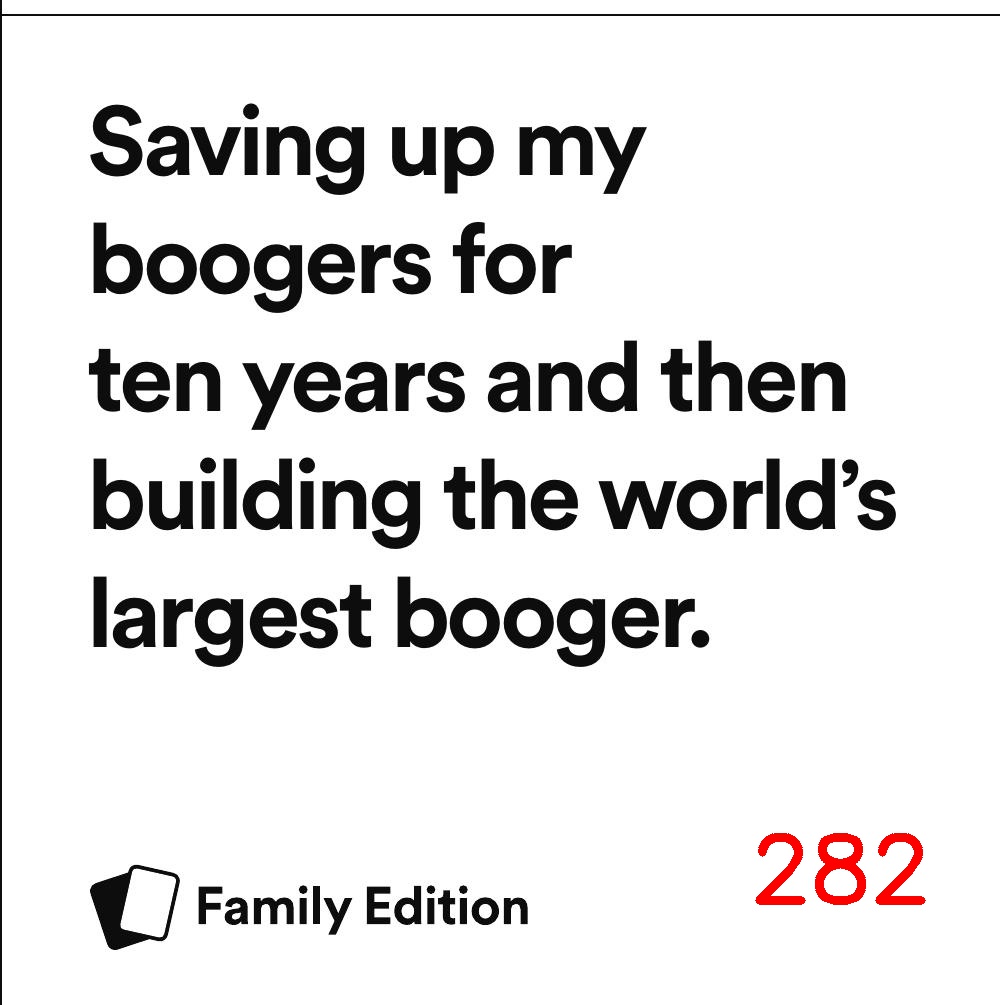 Saving up my
boogers for
ten years and then
building the world’s
largest booger.
Family Edition
282